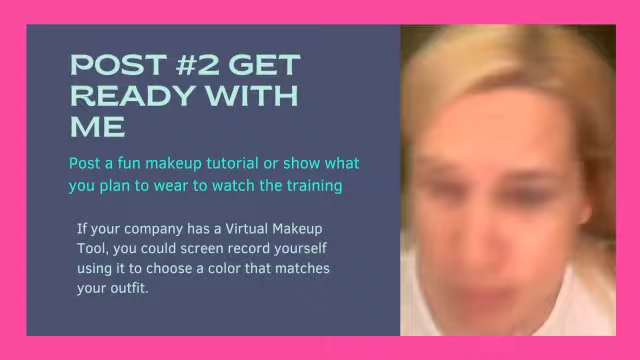 POST #2 GET
READY WITH
ME
Post a fun makeup tutorial or show what
you plan to wear to watch the training
If your company has a Virtual Makeup
Tool, you could screen record yourself
using it to choose a color that matches
your outfit.